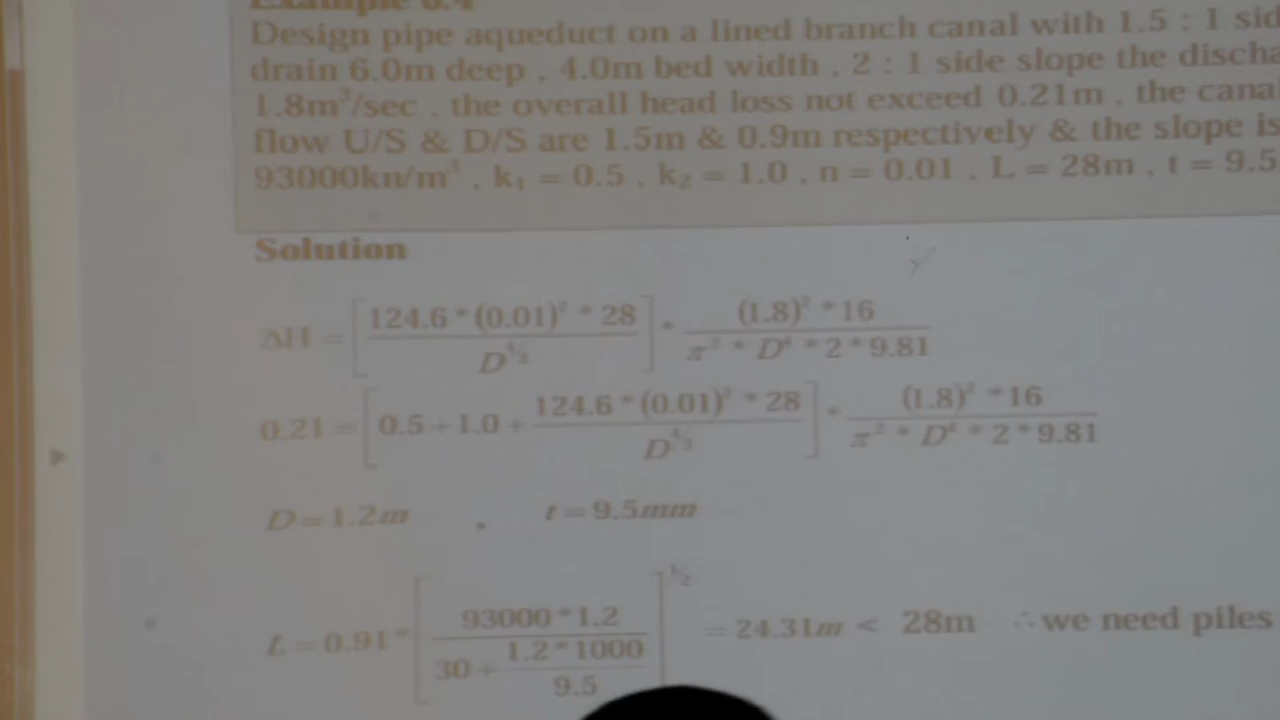 Example 6.4
Design pipe aqueduct on a lined branch canal with 1.5 : 1 sid
drain 6.0m deep , 4.0m bed width , 2 : 1 side slope the discha
1.8m³/sec , the overall head loss not exceed 0.21m , the cana
flow U/S & D/S are 1.5m & 0.9m respectively & the slope is
93000kn/m³ , k₁ = 0.5 , k₂ = 1.0 , n = 0.01 , L = 28m , t = 9.5
Solution
ΔH = [ 124.6 * (0.01)² * 28 / D^4/3 ] * (1.8)² * 16 / π² * D⁴ * 2 * 9.81
0.21 = [ 0.5 + 1.0 + 124.6 * (0.01)² * 28 / D^4/3 ] * (1.8)² * 16 / π² * D⁴ * 2 * 9.81
D = 1.2m , t = 9.5mm
L = 0.91 * [ 93000 * 1.2 / 30 + 1.2 * 1000 / 9.5 ]^1/2 = 24.31m < 28m ∴ we need piles